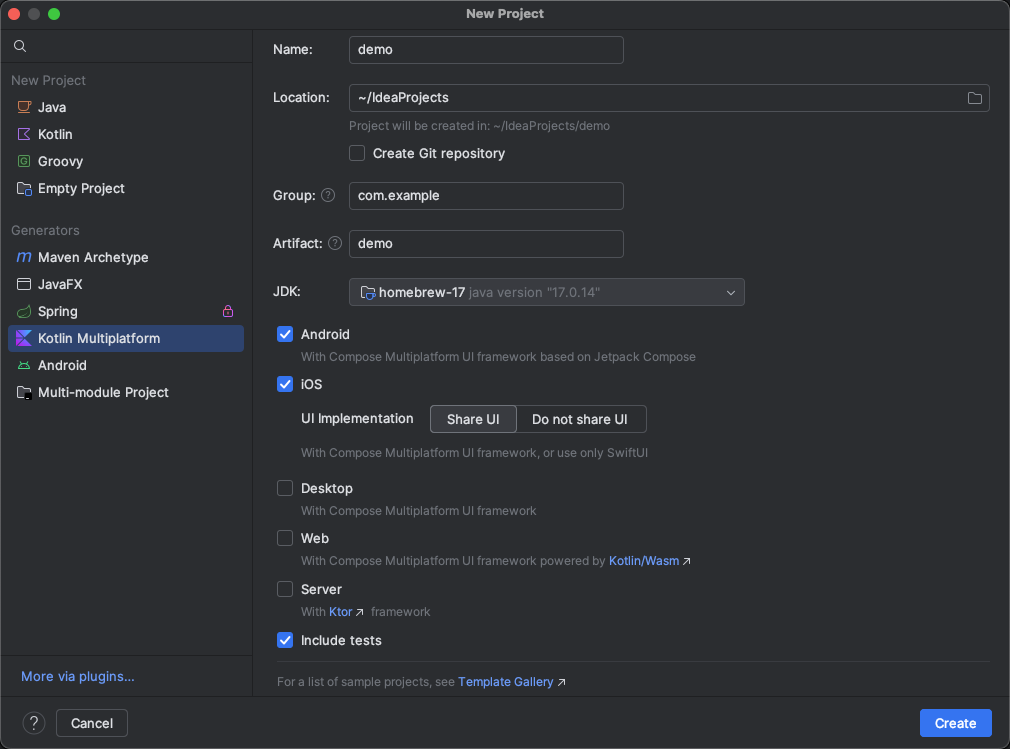 New Project
New Project
Java
Kotlin
Groovy
Empty Project
Generators
Maven Archetype
JavaFX
Spring
Kotlin Multiplatform
Android
Multi-module Project
More via plugins...
Name: demo
Location: ~/IdeaProjects
Project will be created in: ~/IdeaProjects/demo
Create Git repository
Group: ? com.example
Artifact: ? demo
JDK: homebrew-17 java version "17.0.14"
Android
With Compose Multiplatform UI framework based on Jetpack Compose
iOS
UI Implementation Share UI Do not share UI
With Compose Multiplatform UI framework, or use only SwiftUI
Desktop
With Compose Multiplatform UI framework
Web
With Compose Multiplatform UI framework powered by Kotlin/Wasm ↗
Server
With Ktor ↗ framework
Include tests
For a list of sample projects, see Template Gallery ↗
? Cancel Create